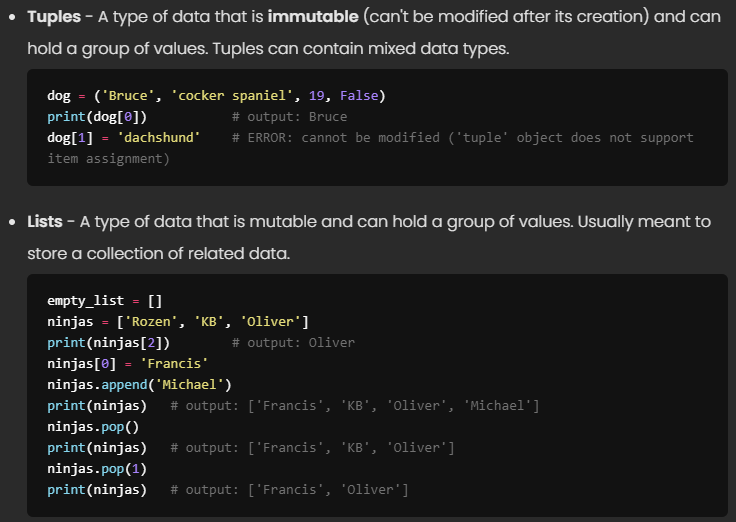 • Tuples - A type of data that is immutable (can't be modified after its creation) and can
hold a group of values. Tuples can contain mixed data types.
dog = ('Bruce', 'cocker spaniel', 19, False)
print(dog[0])           # output: Bruce
dog[1] = 'dachshund'    # ERROR: cannot be modified ('tuple' object does not support
item assignment)
• Lists - A type of data that is mutable and can hold a group of values. Usually meant to
store a collection of related data.
empty_list = []
ninjas = ['Rozen', 'KB', 'Oliver']
print(ninjas[2])        # output: Oliver
ninjas[0] = 'Francis'
ninjas.append('Michael')
print(ninjas)   # output: ['Francis', 'KB', 'Oliver', 'Michael']
ninjas.pop()
print(ninjas)   # output: ['Francis', 'KB', 'Oliver']
ninjas.pop(1)
print(ninjas)   # output: ['Francis', 'Oliver']